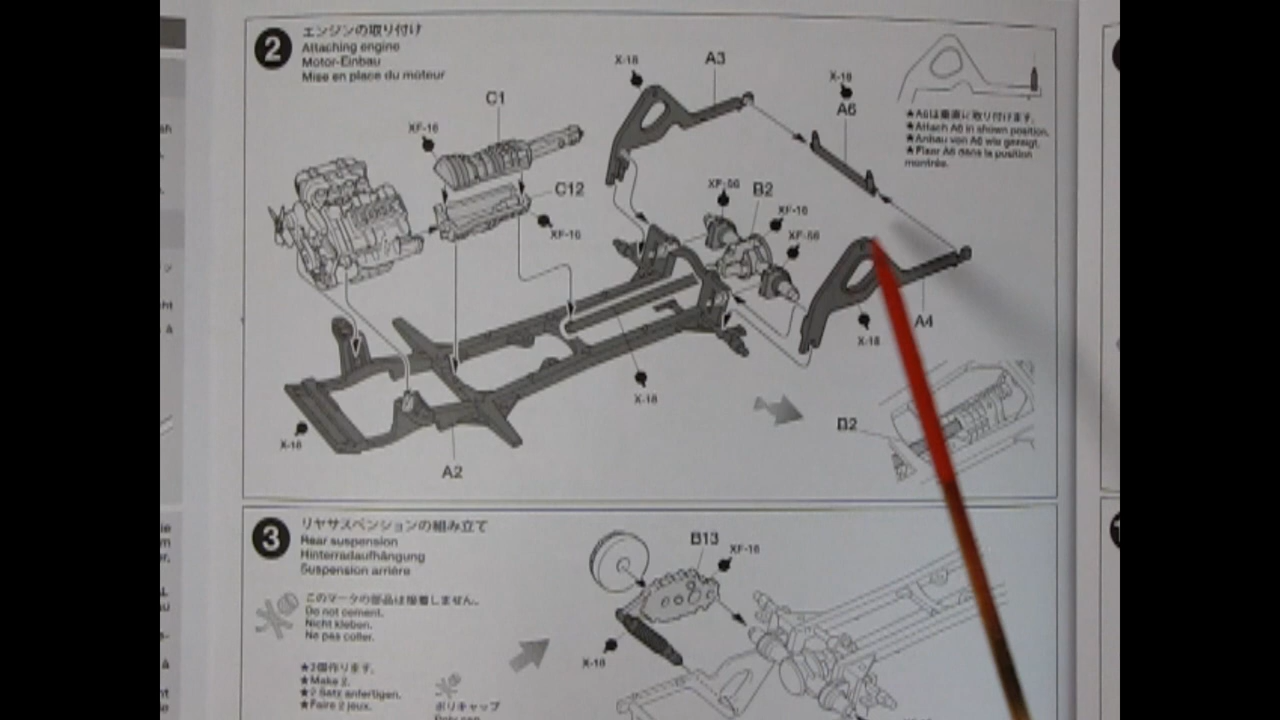 2
エンジンの取り付け
Attaching engine
Motor-Einbau
Mise en place du moteur
X-18
A3
X-18
A6
★A6は垂直に取り付けます。
★Attach A6 in shown position.
★Anbau von A6 wie gezeigt.
★Fixer A6 dans la position
montrée.
C1
XF-16
C12
XF-16
XF-56
B2
XF-16
XF-56
A4
X-18
X-18
B2
X-18
A2
3
リヤサスペンションの組み立て
Rear suspension
Hinterradaufhängung
Suspension arrière
B13
XF-16
このマークの部品は接着しません。
Do not cement.
Nicht kleben.
Ne pas coller.
X-18
★2個作ります。
★Make 2.
★2 Satz anfertigen.
★Faire 2 jeux.
ポリキャップ
Poly cap